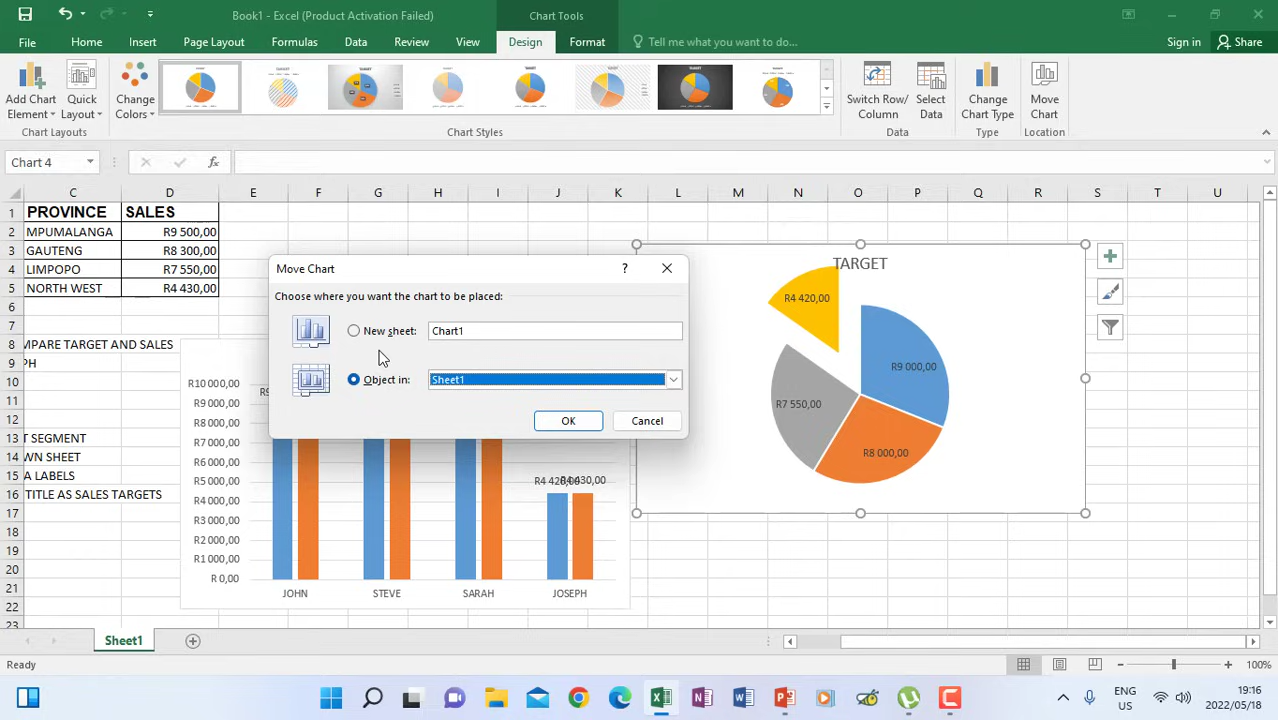 Book1 - Excel (Product Activation Failed)
Chart Tools
File Home Insert Page Layout Formulas Data Review View Design Format Tell me what you want to do... Sign in Share
Add Chart Element
Quick Layout
Change Colors
Switch Row/Column
Select Data
Change Chart Type
Move Chart
Chart Layouts Chart Styles Data Type Location
Chart 4
fx
C D E F G H I J K L M N O P Q R S T U
1 PROVINCE SALES
2 MPUMALANGA R9 500,00
3 GAUTENG R8 300,00
4 LIMPOPO R7 550,00
5 NORTH WEST R4 430,00
6
7
8 MPARE TARGET AND SALES
9 PH
10
11
12
13 T SEGMENT
14 WN SHEET
15 A LABELS
16 TITLE AS SALES TARGETS
17
18
19
20
21
22
23
R10 000,00
R9 000,00
R8 000,00
R7 000,00
R6 000,00
R5 000,00
R4 000,00
R3 000,00
R2 000,00
R1 000,00
R 0,00
R4 430,00
JOHN STEVE SARAH JOSEPH
Move Chart
?
Choose where you want the chart to be placed:
New sheet: Chart1
Object in: Sheet1
OK Cancel
TARGET
R4 420,00
R9 000,00
R7 550,00
R8 000,00
Sheet1
Ready
100%
ENG
US
19:16
2022/05/18